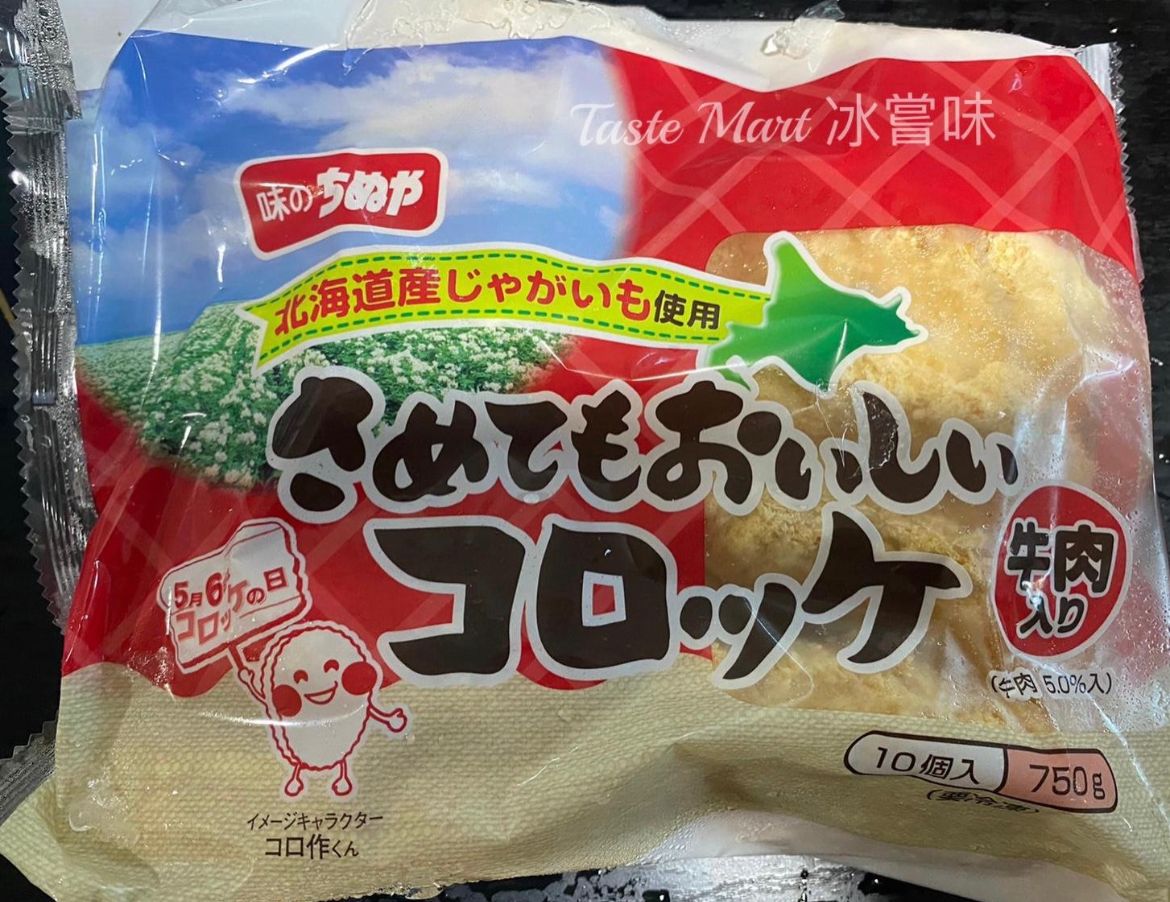 Taste Mart 冰嘗味
味のちぬや
北海道産じゃがいも使用
さめてもおいしい
コロッケ
牛肉
入り
(牛肉 5.0%入)
5月6日
コロッケの日
10個入 750g
(要冷凍)
イメージキャラクター
コロ作くん